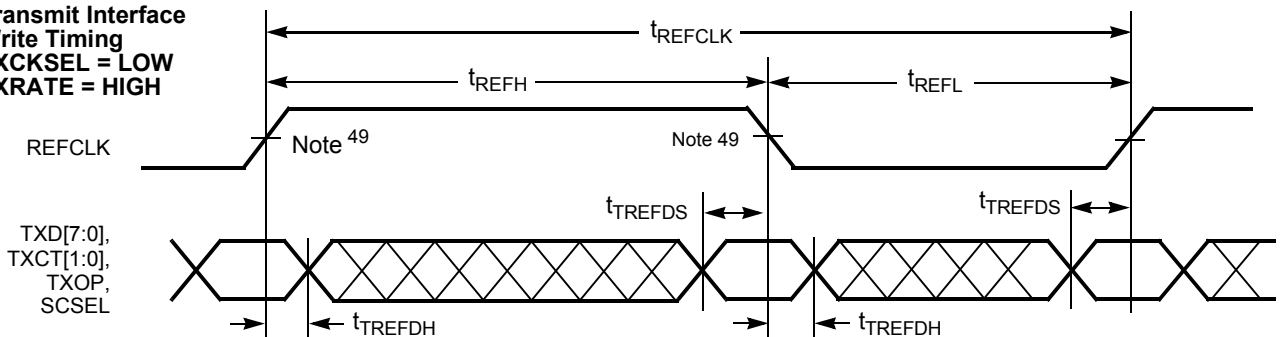 ransmit Interface
rite Timing
XCKSEL = LOW
XRATE = HIGH
tREFCLK
tREFH
tREFL
REFCLK
Note 49
Note 49
tTREFDS
tTREFDS
TXD[7:0],
TXCT[1:0],
TXOP,
SCSEL
tTREFDH
tTREFDH